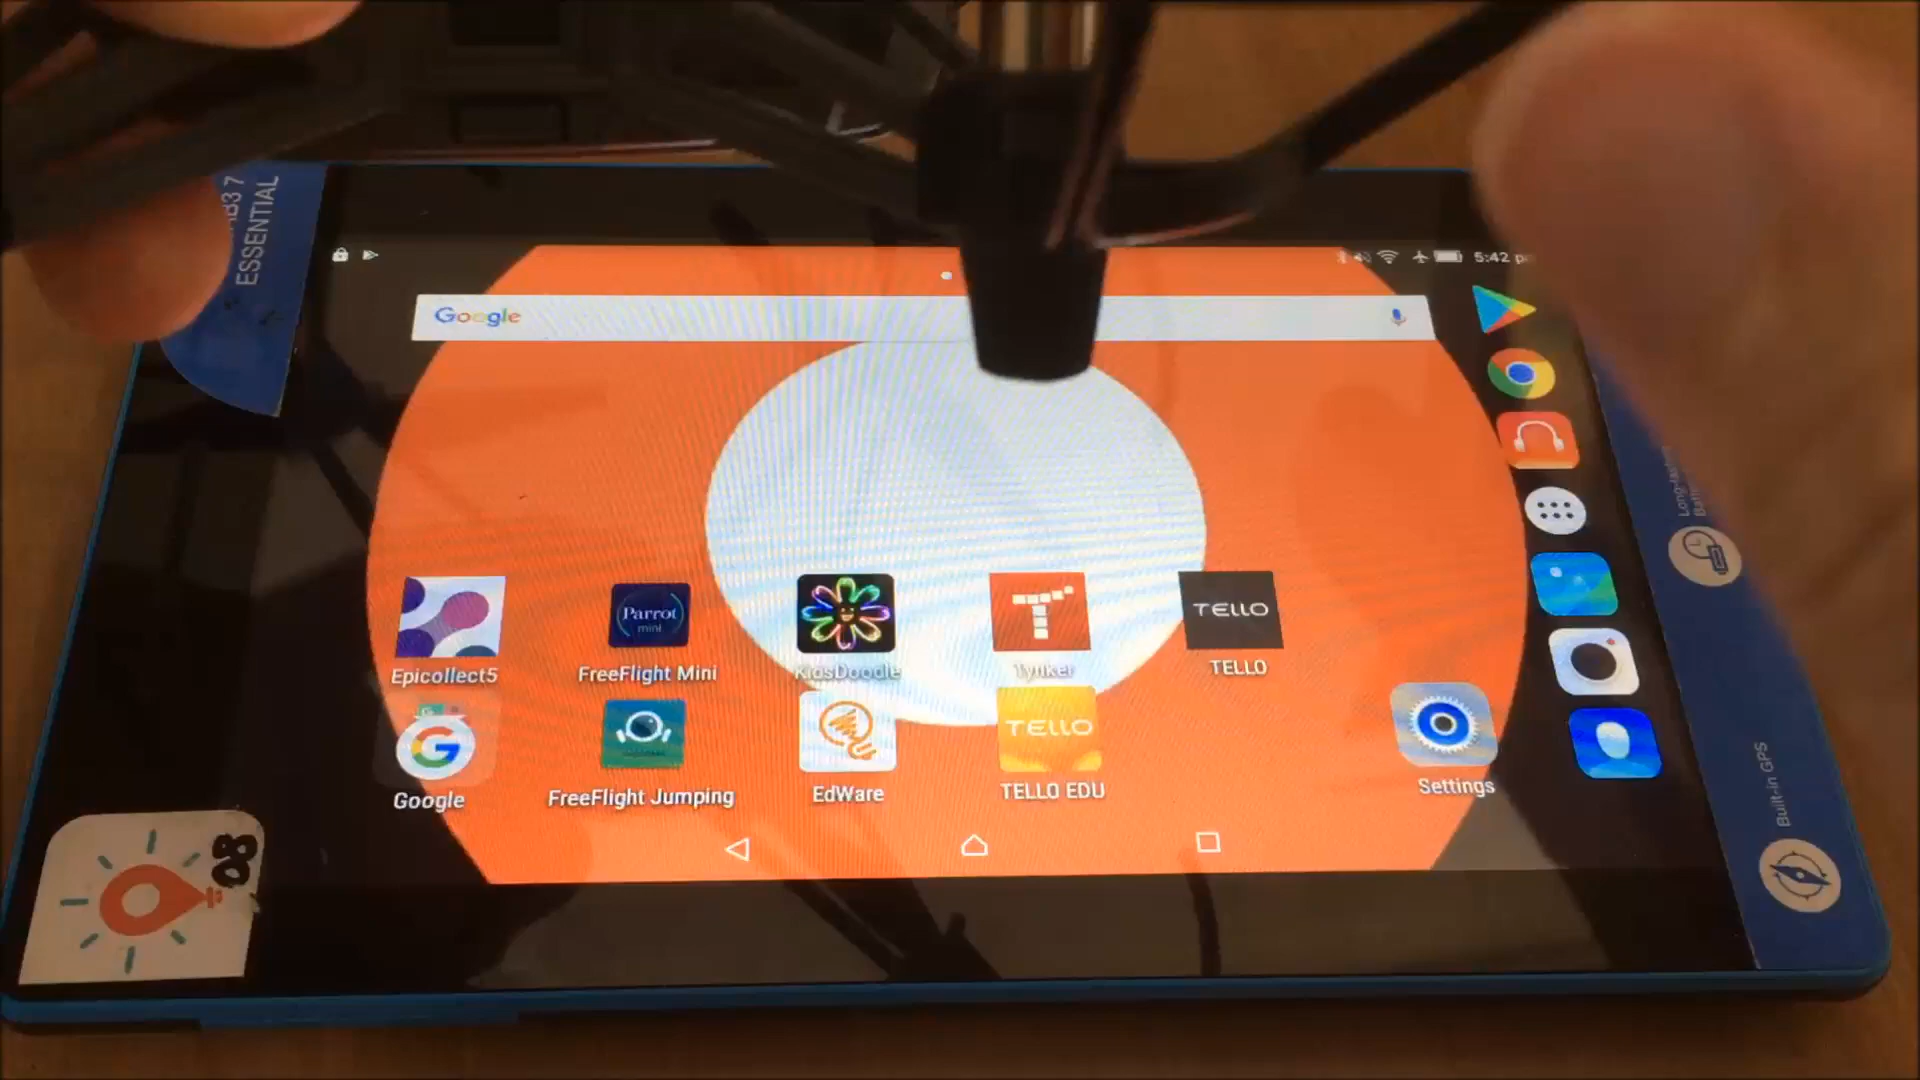 ESSENTIAL
5:42
Google
Parrot
mini
TELLO
Epicollect5
FreeFlight Mini
KidsDoodle
Tynker
TELLO
TELLO
Google
FreeFlight Jumping
EdWare
TELLO EDU
Settings
Built-in GPS
08